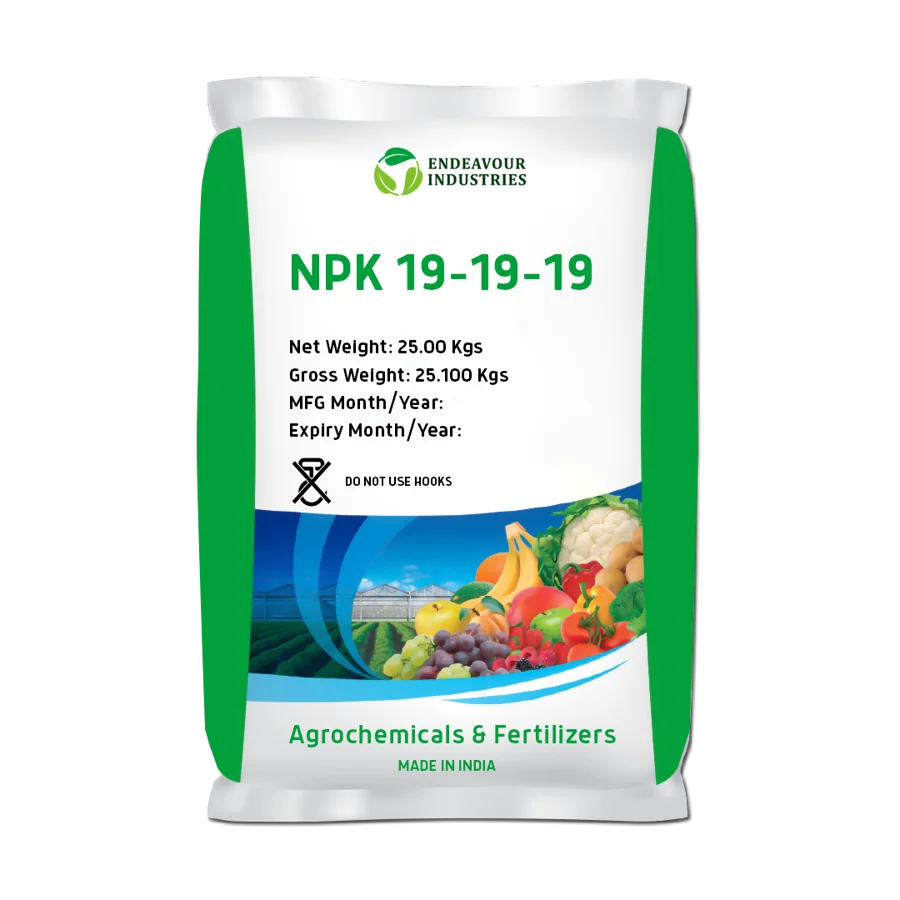 ENDEAVOUR
INDUSTRIES
NPK 19-19-19
Net Weight: 25.00 Kgs
Gross Weight: 25.100 Kgs
MFG Month/Year:
Expiry Month/Year:
DO NOT USE HOOKS
Agrochemicals & Fertilizers
MADE IN INDIA